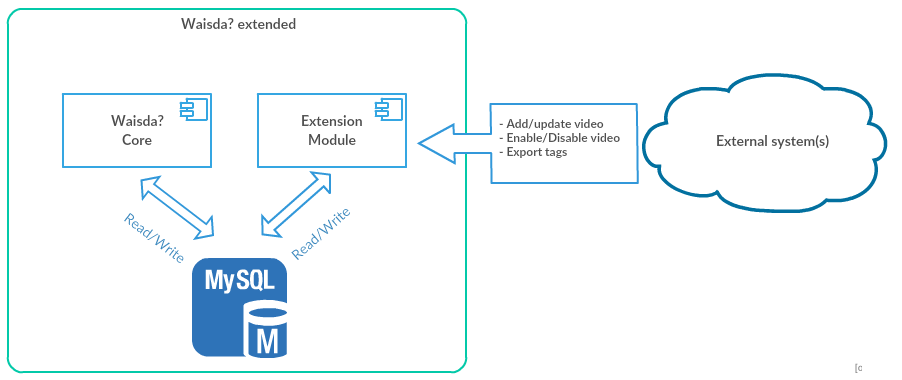 Waisda? extended
Waisda?
Core
Extension
Module
- Add/update video
- Enable/Disable video
- Export tags
External system(s)
Read/Write
Read/Write
MySQL
M
[c